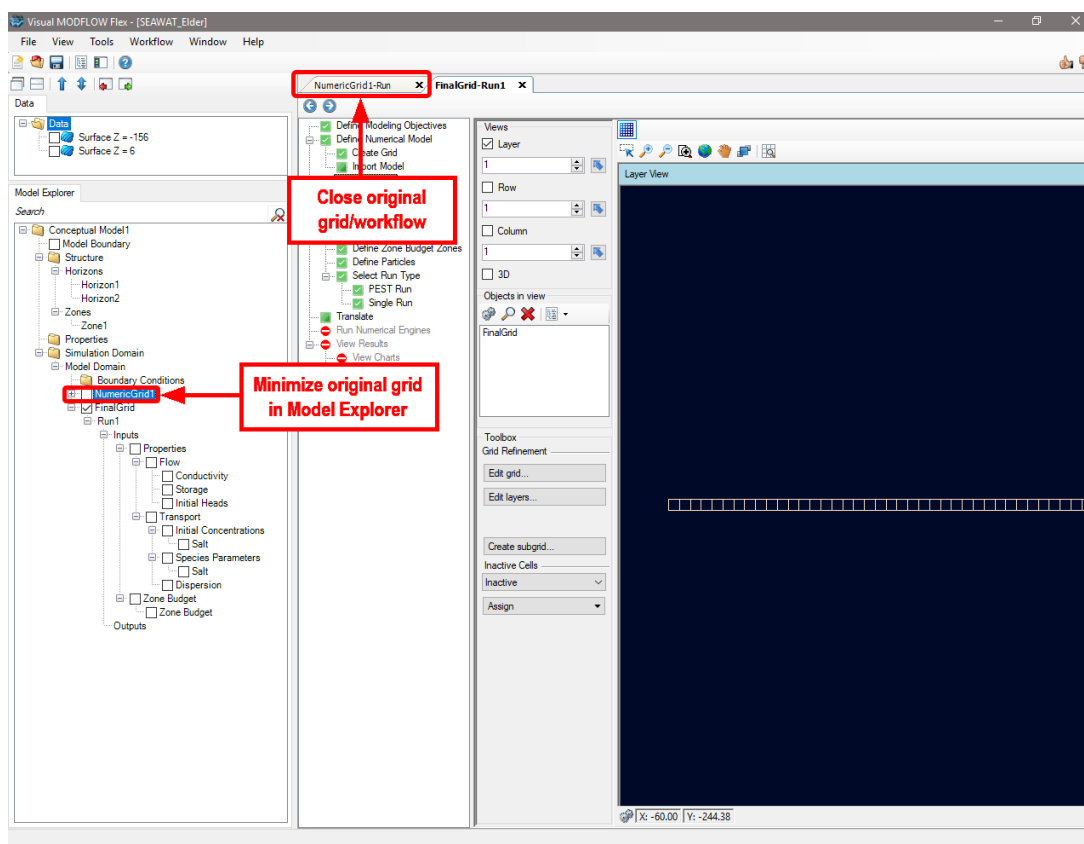 Visual MODFLOW Flex - [SEAWAT_Elder]
File View Tools Workflow Window Help
Data
Data
Surface Z = -156
Surface Z = 6
Model Explorer
Search
Conceptual Model1
Model Boundary
Structure
Horizons
Horizon1
Horizon2
Zones
Zone1
Properties
Simulation Domain
Model Domain
Boundary Conditions
NumericGrid1
FinalGrid
Run1
Inputs
Properties
Flow
Conductivity
Storage
Initial Heads
Transport
Initial Concentrations
Salt
Species Parameters
Salt
Dispersion
Zone Budget
Zone Budget
Outputs
NumericGrid1-Run X
FinalGrid-Run1 X
Define Modeling Objectives
Define Numerical Model
Create Grid
Import Model
Close original
grid/workflow
Define Zone Budget Zones
Define Particles
Select Run Type
PEST Run
Single Run
Translate
Run Numerical Engines
View Results
View Charts
Minimize original grid
in Model Explorer
Views
Layer
1
Row
1
Column
1
3D
Objects in view
FinalGrid
Toolbox
Grid Refinement
Edit grid...
Edit layers...
Create subgrid...
Inactive Cells
Inactive
Assign
Layer View
X: -60.00 Y: -244.38